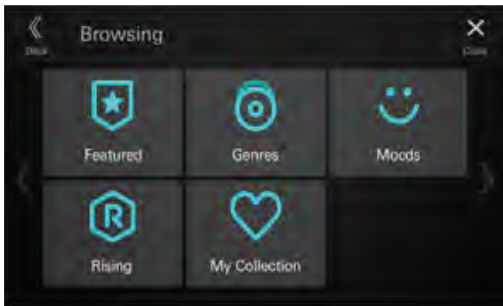 Browsing
Back
Close
Featured
Genres
Moods
R
Rising
My Collection